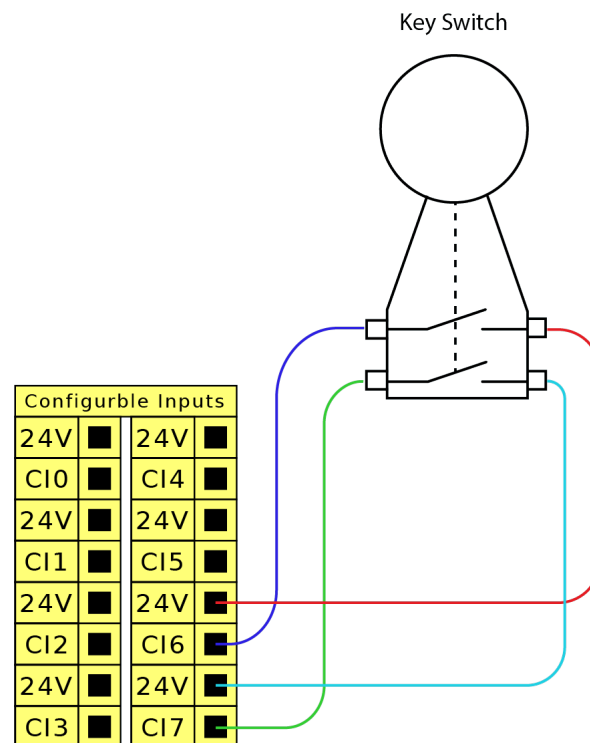 Key Switch
Configurble Inputs
24V 24V
CI0 CI4
24V 24V
CI1 CI5
24V 24V
CI2 CI6
24V 24V
CI3 CI7